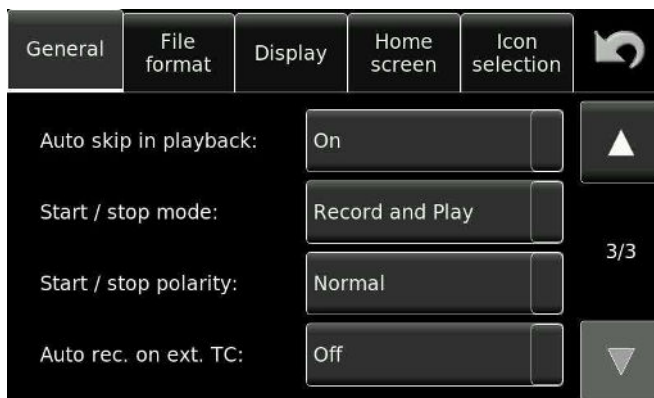 General
File
format
Display
Home
screen
Icon
selection
Auto skip in playback:
On
Start / stop mode:
Record and Play
3/3
Start / stop polarity:
Normal
Auto rec. on ext. TC:
Off